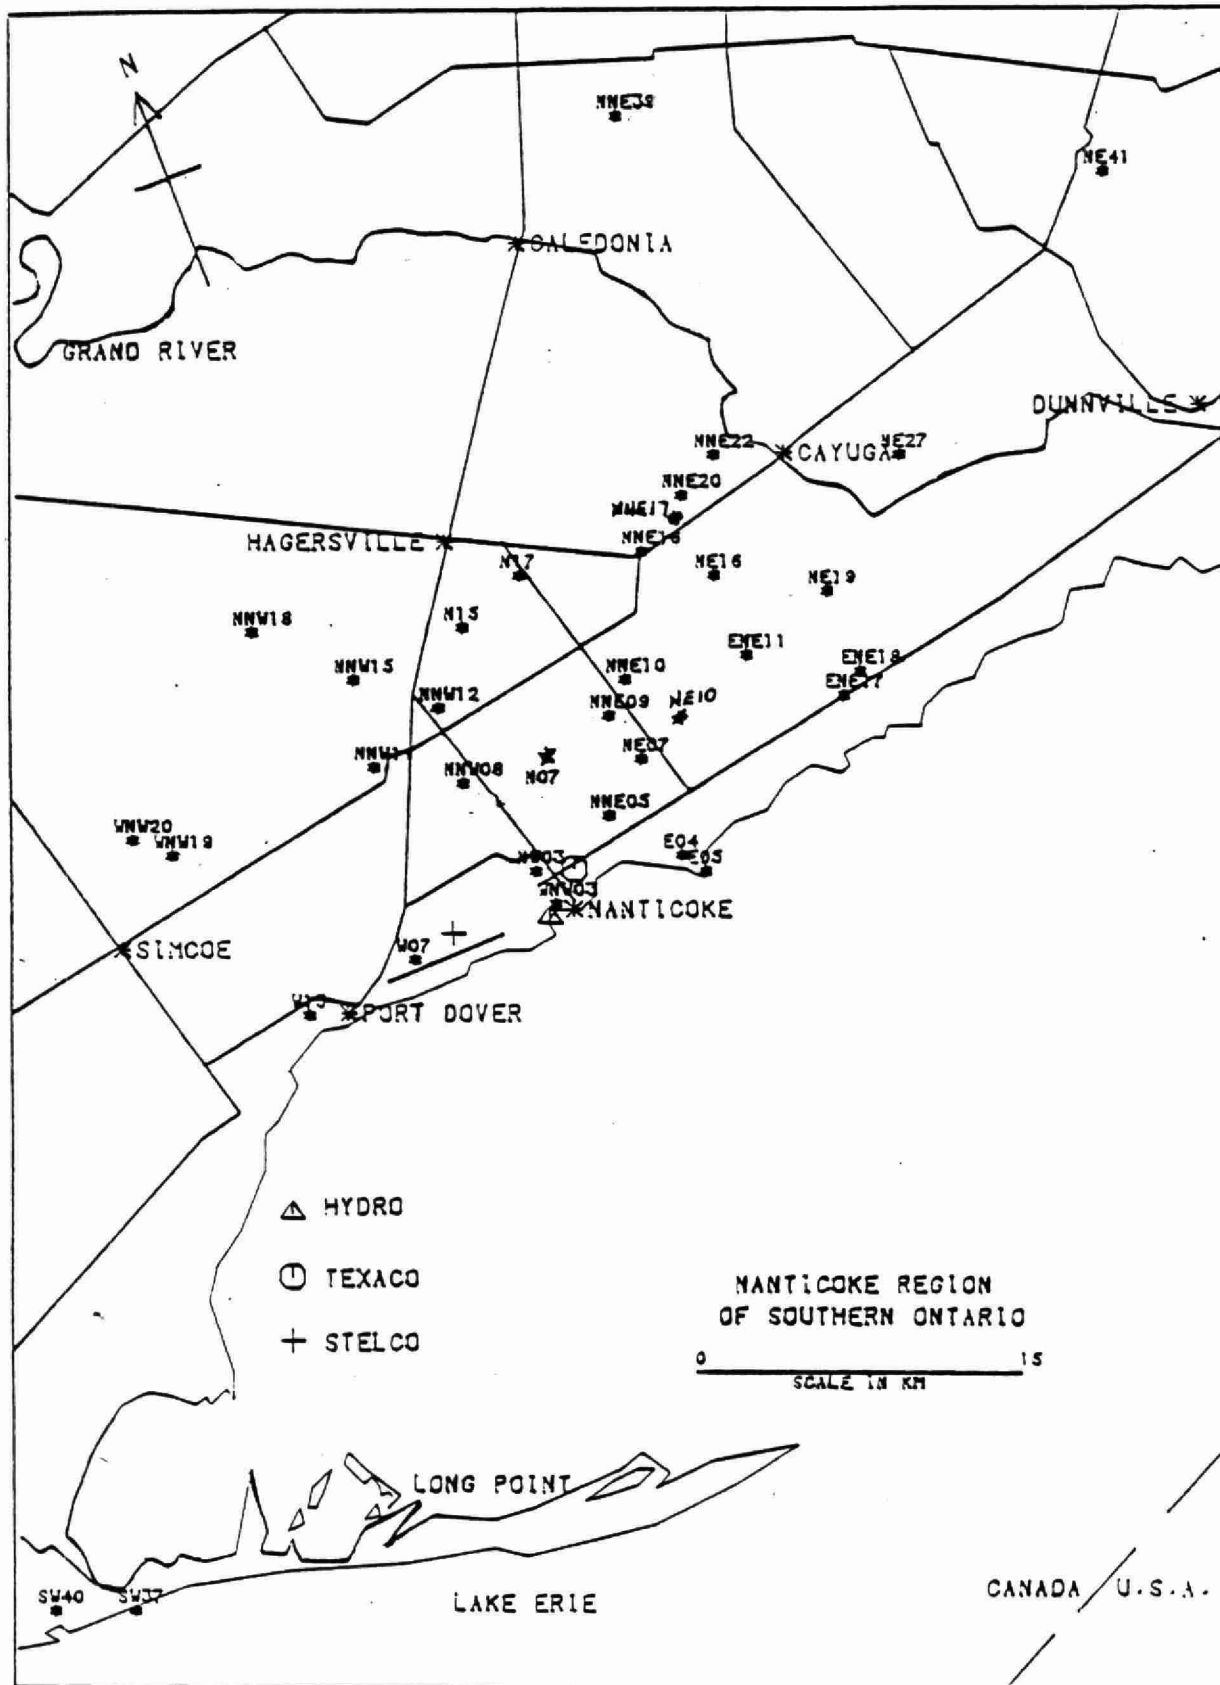 N
NNE39
NE41
CALEDONIA
GRAND RIVER
DUNNVILLE
NNE22
CAYUGA
NE27
NNE20
NNE17
HAGERSVILLE
NNE16
N17
NE16
NE19
NNW18
N15
ENE11
NNW15
NNE10
ENE18
ENE17
NNW12
NNE09
NE10
NE07
NNW11
NNW08
N07
NNE05
WNW20
WNW19
E04
E05
WNW03
NANTICOKE
SIMCOE
W07
PORT DOVER
HYDRO
TEXACO
STELCO
NANTICOKE REGION
OF SOUTHERN ONTARIO
0 15
SCALE IN KM
LONG POINT
SW40
SW37
LAKE ERIE
CANADA / U.S.A.